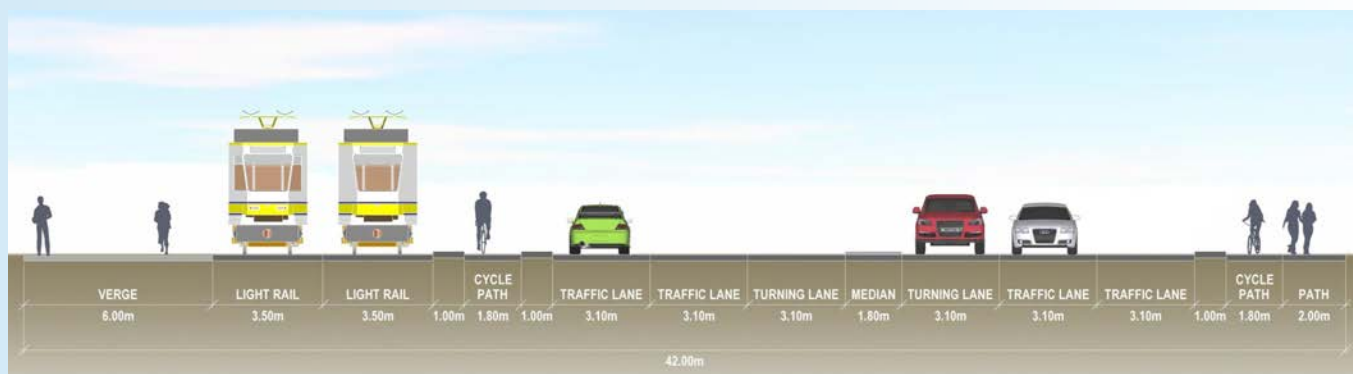 VERGE
6.00m
LIGHT RAIL
3.50m
LIGHT RAIL
3.50m
1.00m
CYCLE
PATH
1.80m
1.00m
TRAFFIC LANE
3.10m
TRAFFIC LANE
3.10m
TURNING LANE
3.10m
MEDIAN
1.80m
TURNING LANE
3.10m
TRAFFIC LANE
3.10m
TRAFFIC LANE
3.10m
1.00m
CYCLE
PATH
1.80m
PATH
2.00m
42.00m